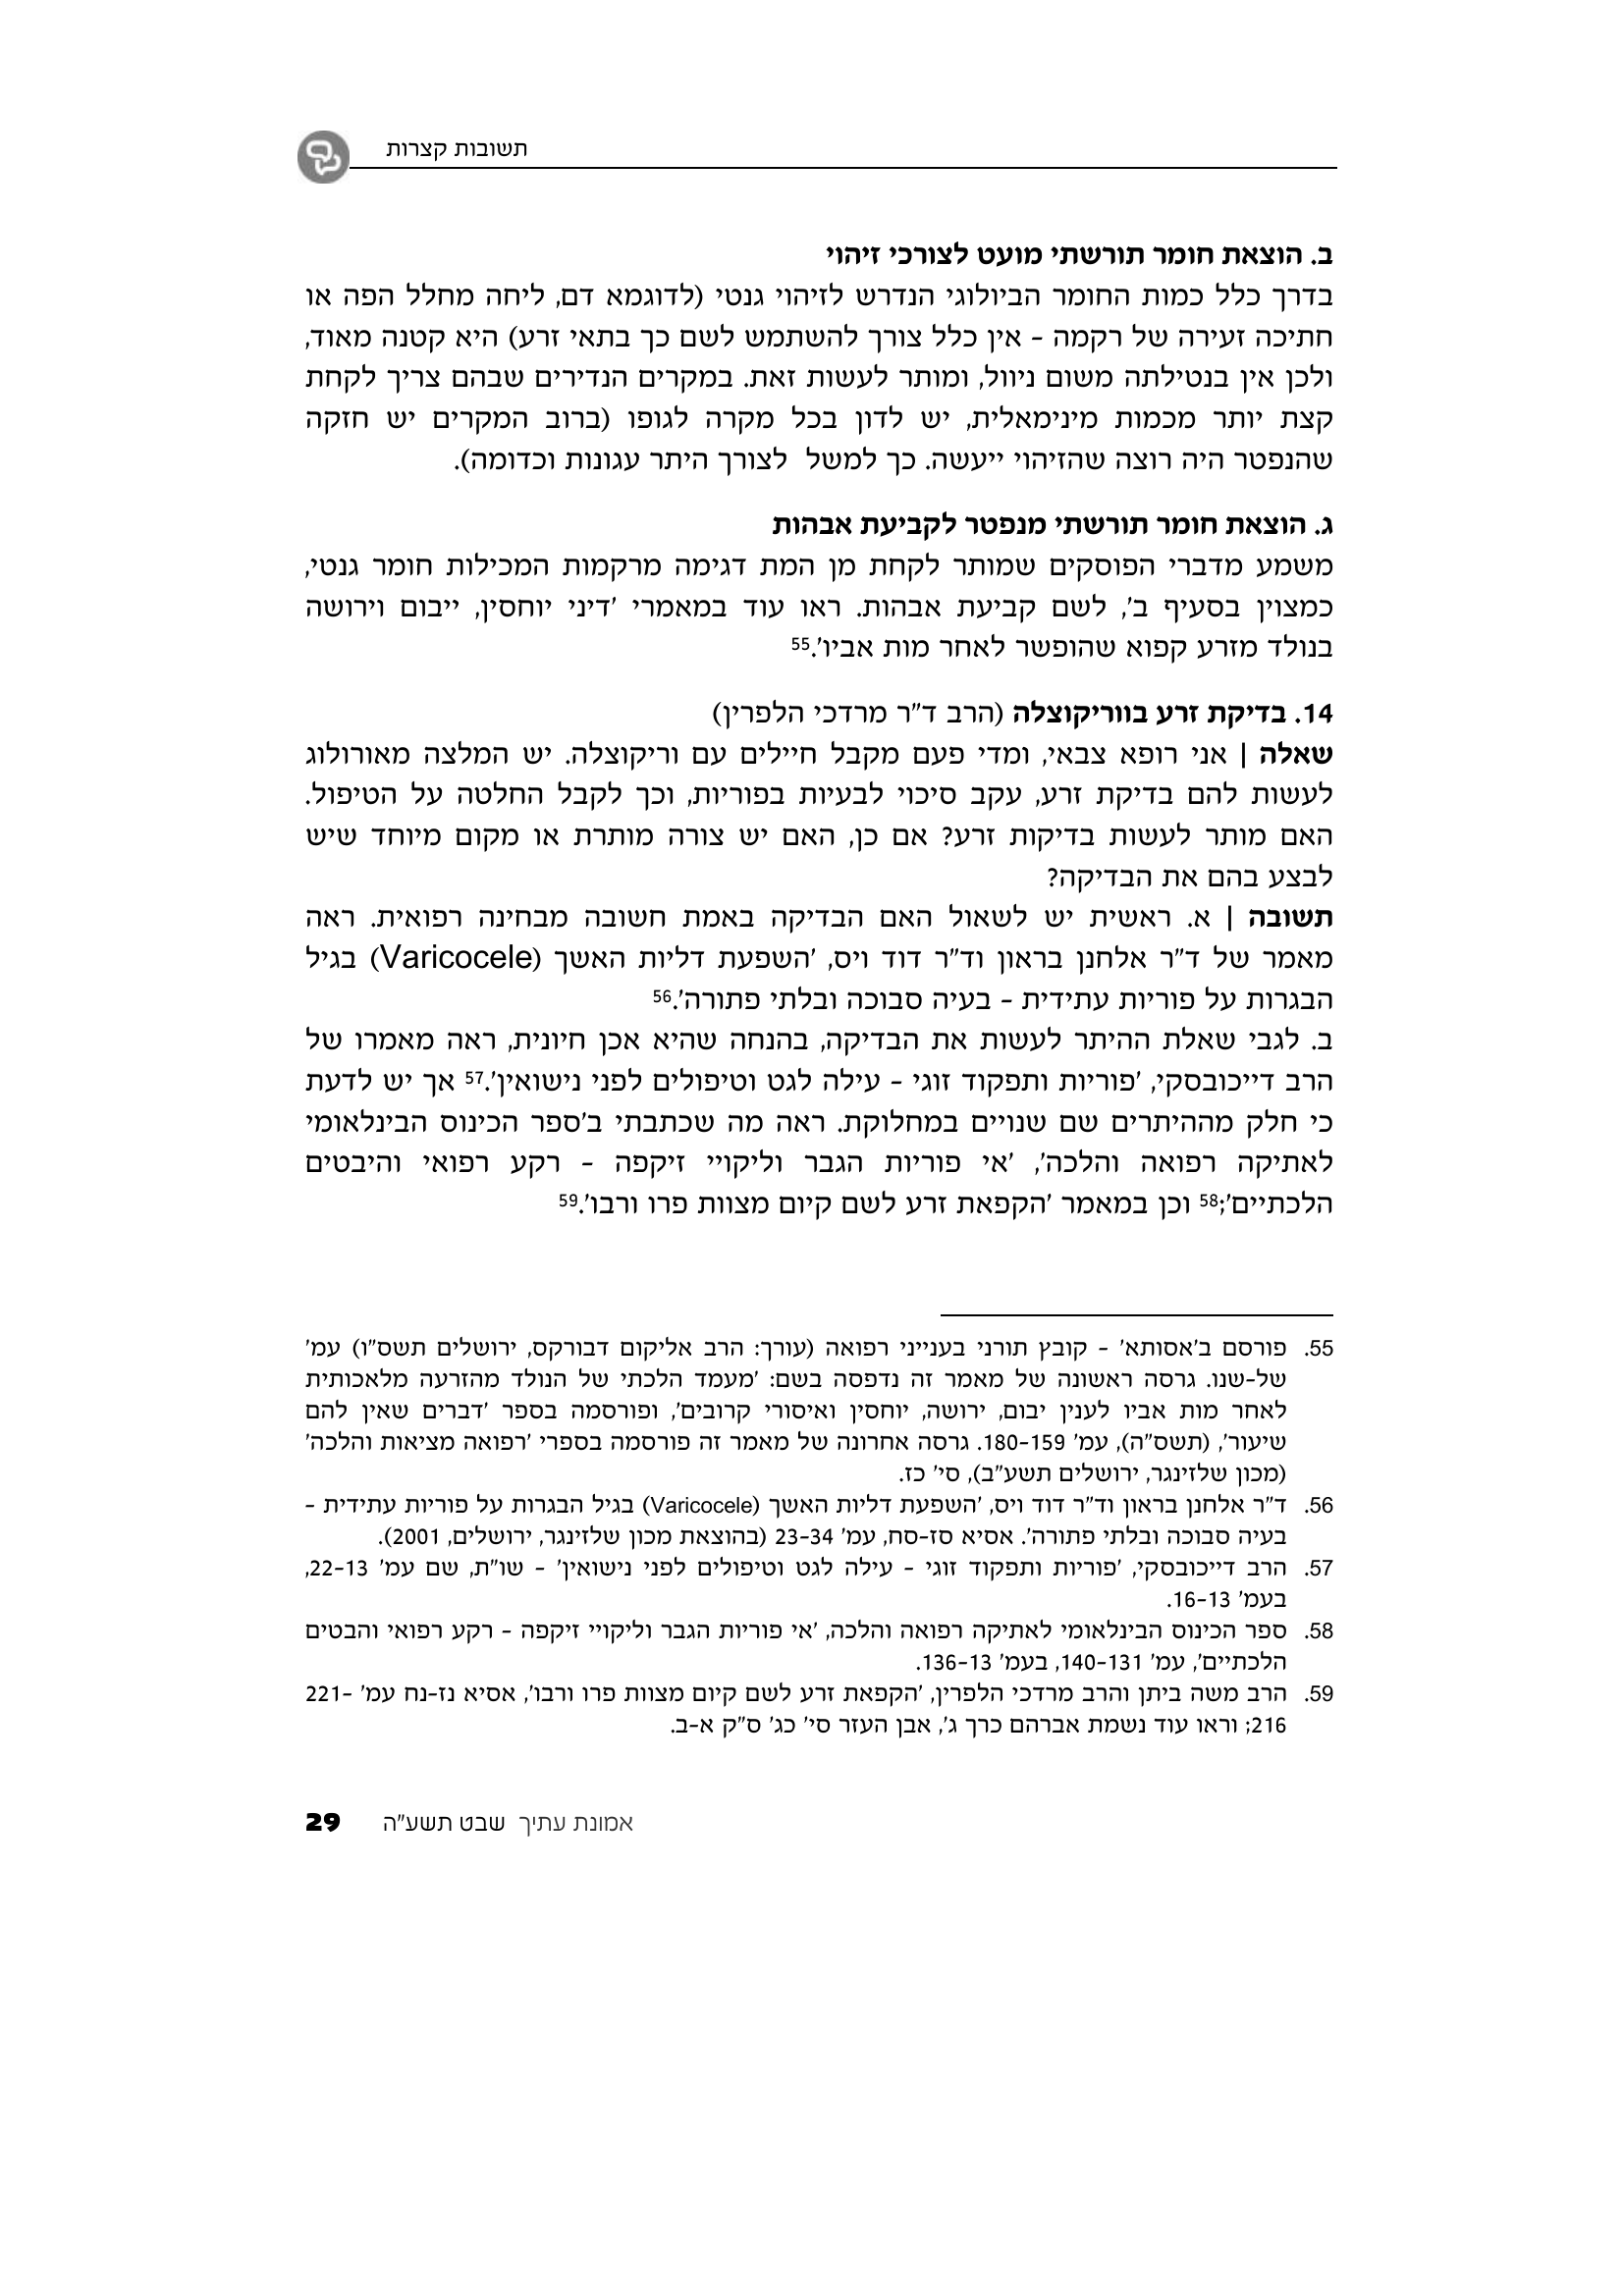 תשובות קצרות
ב. הוצאת חומר תורשתי מועט לצורכי זיהוי
בדרך כלל כמות החומר הביולוגי הנדרש לזיהוי גנטי (לדוגמא דם, ליחה מחלל הפה או
חתיכה זעירה של רקמה – אין כלל צורך להשתמש לשם כך בתאי זרע) היא קטנה מאוד,
ולכן אין בנטילתה משום ניוול, ומותר לעשות זאת. במקרים הנדירים שבהם צריך לקחת
קצת יותר מכמות מינימאלית, יש לדון בכל מקרה לגופו (ברוב המקרים יש חזקה
שהנפטר היה רוצה שהזיהוי ייעשה. כך למשל לצורך היתר עגונות וכדומה).
ג. הוצאת חומר תורשתי מנפטר לקביעת אבהות
משמע מדברי הפוסקים שמותר לקחת מן המת דגימה מרקמות המכילות חומר גנטי,
כמצוין בסעיף ב', לשם קביעת אבהות. ראו עוד במאמרי 'דיני יוחסין, ייבום וירושה
בנולד מזרע קפוא שהופשר לאחר מות אביו'.55
14. בדיקת זרע בווריקוצלה (הרב ד"ר מרדכי הלפרין)
שאלה | אני רופא צבאי, ומדי פעם מקבל חיילים עם וריקוצלה. יש המלצה מאורולוג
לעשות להם בדיקת זרע, עקב סיכוי לבעיות בפוריות, וכך לקבל החלטה על הטיפול.
האם מותר לעשות בדיקות זרע? אם כן, האם יש צורה מותרת או מקום מיוחד שיש
לבצע בהם את הבדיקה?
תשובה | א. ראשית יש לשאול האם הבדיקה באמת חשובה מבחינה רפואית. ראה
מאמר של ד"ר אלחנן בראון וד"ר דוד ויס, 'השפעת דליות האשך (Varicocele) בגיל
הבגרות על פוריות עתידית – בעיה סבוכה ובלתי פתורה'.56
ב. לגבי שאלת ההיתר לעשות את הבדיקה, בהנחה שהיא אכן חיונית, ראה מאמרו של
הרב דייכובסקי, 'פוריות ותפקוד זוגי – עילה לגט וטיפולים לפני נישואין'.57 אך יש לדעת
כי חלק מההיתרים שם שנויים במחלוקת. ראה מה שכתבתי ב'ספר הכינוס הבינלאומי
לאתיקה רפואה והלכה', 'אי פוריות הגבר וליקויי זיקפה – רקע רפואי והיבטים
הלכתיים';58 וכן במאמר 'הקפאת זרע לשם קיום מצוות פרו ורבו'.59
55. פורסם ב'אסותא' – קובץ תורני בענייני רפואה (עורך: הרב אליקום דבורקס, ירושלים תשס"ו) עמ'
של-שנו. גרסה ראשונה של מאמר זה נדפסה בשם: 'מעמד הלכתי של הנולד מהזרעה מלאכותית
לאחר מות אביו לענין יבום, ירושה, יוחסין ואיסורי קרובים', ופורסמה בספר 'דברים שאין להם
שיעור', (תשס"ה), עמ' 180-159. גרסה אחרונה של מאמר זה פורסמה בספרי 'רפואה מציאות והלכה'
(מכון שלזינגר, ירושלים תשע"ב), סי' כז.
56. ד"ר אלחנן בראון וד"ר דוד ויס, 'השפעת דליות האשך (Varicocele) בגיל הבגרות על פוריות עתידית –
בעיה סבוכה ובלתי פתורה'. אסיא סז-סח, עמ' 23-34 (בהוצאת מכון שלזינגר, ירושלים, 2001).
57. הרב דייכובסקי, 'פוריות ותפקוד זוגי – עילה לגט וטיפולים לפני נישואין' – שו"ת, שם עמ' 22-13,
בעמ' 16-13.
58. ספר הכינוס הבינלאומי לאתיקה רפואה והלכה, 'אי פוריות הגבר וליקויי זיקפה – רקע רפואי והבטים
הלכתיים', עמ' 140-131, בעמ' 136-13.
59. הרב משה ביתן והרב מרדכי הלפרין, 'הקפאת זרע לשם קיום מצוות פרו ורבו', אסיא נז-נח עמ' 221-
216; וראו עוד נשמת אברהם כרך ג', אבן העזר סי' כג' ס"ק א-ב.
אמונת עתיך שבט תשע"ה 29